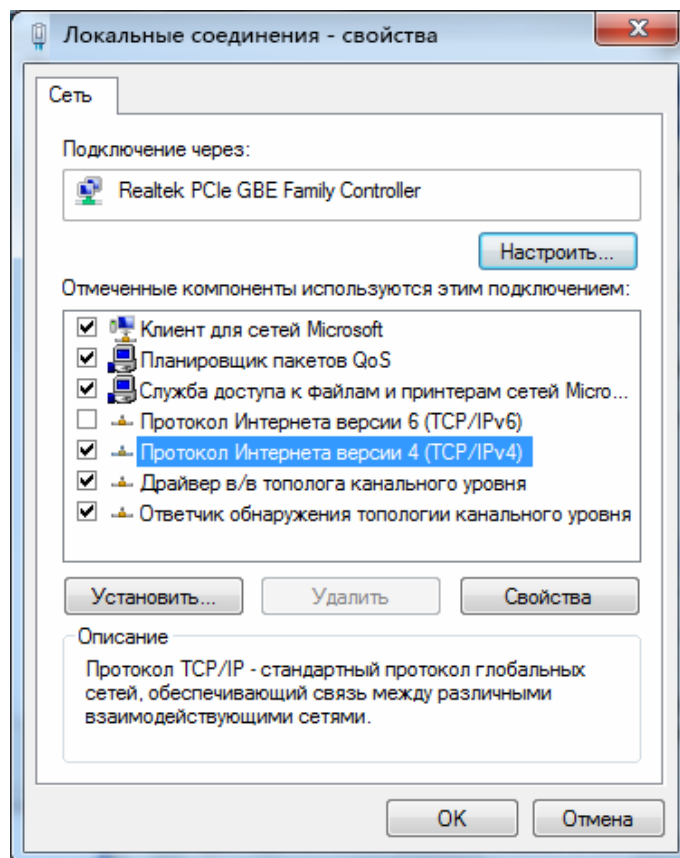 Локальные соединения - свойства
Сеть
Подключение через:
Realtek PCIe GBE Family Controller
Настроить...
Отмеченные компоненты используются этим подключением:
Клиент для сетей Microsoft
Планировщик пакетов QoS
Служба доступа к файлам и принтерам сетей Micro...
Протокол Интернета версии 6 (TCP/IPv6)
Протокол Интернета версии 4 (TCP/IPv4)
Драйвер в/в тополога канального уровня
Ответчик обнаружения топологии канального уровня
Установить... Удалить Свойства
Описание
Протокол TCP/IP - стандартный протокол глобальных
сетей, обеспечивающий связь между различными
взаимодействующими сетями.
OK Отмена